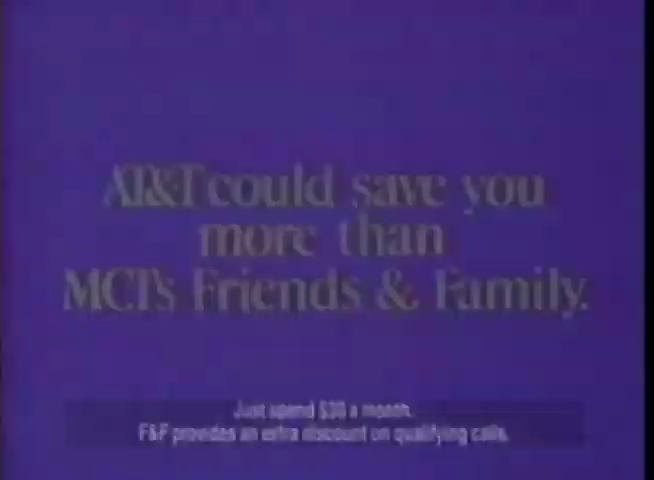 AT&T could save you
more than
MCI's Friends & Family.
Just spend $30 a month.
F&F provides an extra discount on qualifying calls.